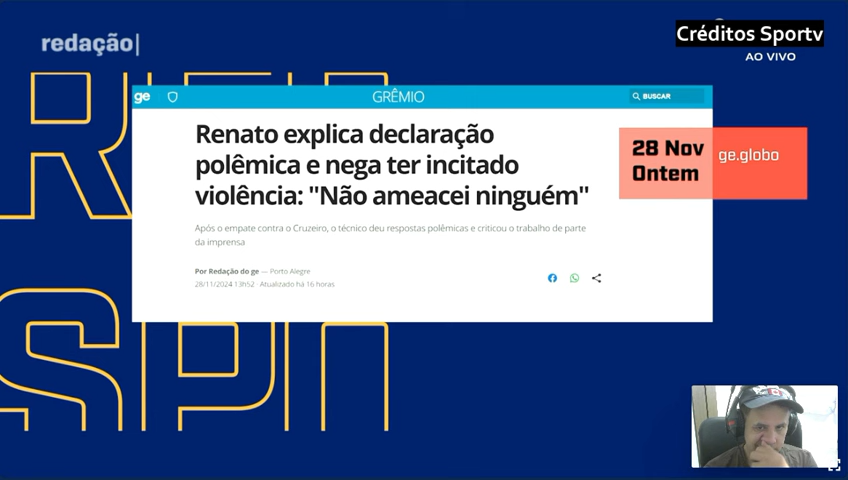 redação|
Créditos Sportv
AO VIVO
ge
GRÊMIO
BUSCAR
Renato explica declaração
polêmica e nega ter incitado
violência: "Não ameacei ninguém"
28 Nov
Ontem
ge.globo
Após o empate contra o Cruzeiro, o técnico deu respostas polêmicas e criticou o trabalho de parte
da imprensa
Por Redação do ge — Porto Alegre
28/11/2024 13h52 · Atualizado há 16 horas
RED
SPO